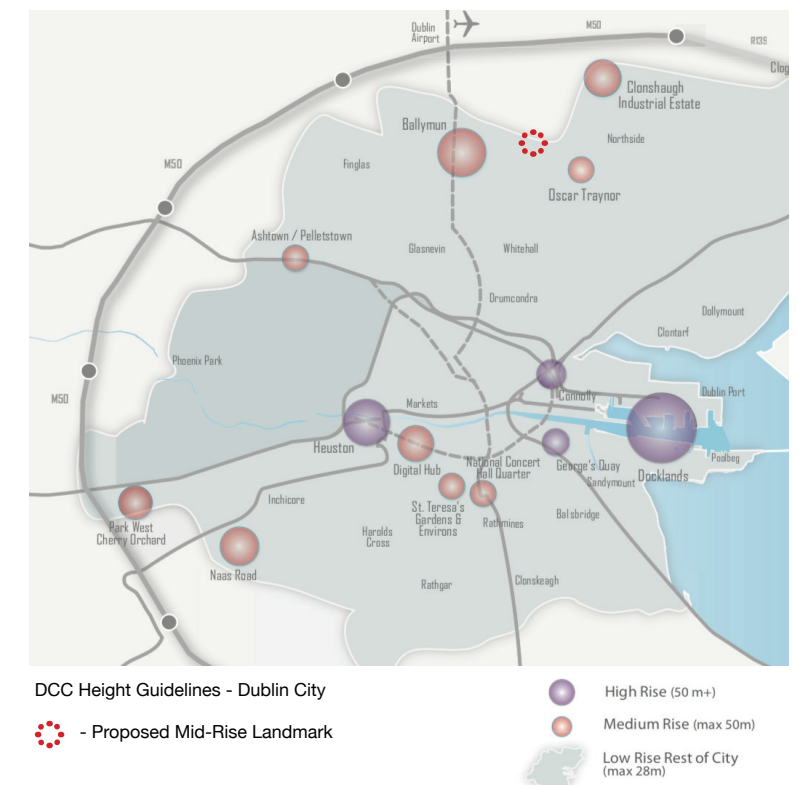 Dublin
Airport
M50
R139
Clog
Clonshaugh
Industrial Estate
Ballymun
Northside
M50
Finglas
Oscar Traynor
Ashtown / Pelletstown
Glasnevin
Whitehall
Drumcondra
Dollymount
Clontarf
Phoenix Park
M50
Markets
Connolly
Dublin Port
Heuston
Digital Hub
National Concert
Hall Quarter
George's Quay
Sandymount
Docklands
Poolbeg
Inchicore
St. Teresa's
Gardens &
Environs
Rathmines
Balsbridge
Park West
Cherry Orchard
Harolds
Cross
Naas Road
Rathgar
Clonskeagh
DCC Height Guidelines - Dublin City
- Proposed Mid-Rise Landmark
High Rise (50 m+)
Medium Rise (max 50m)
Low Rise Rest of City
(max 28m)